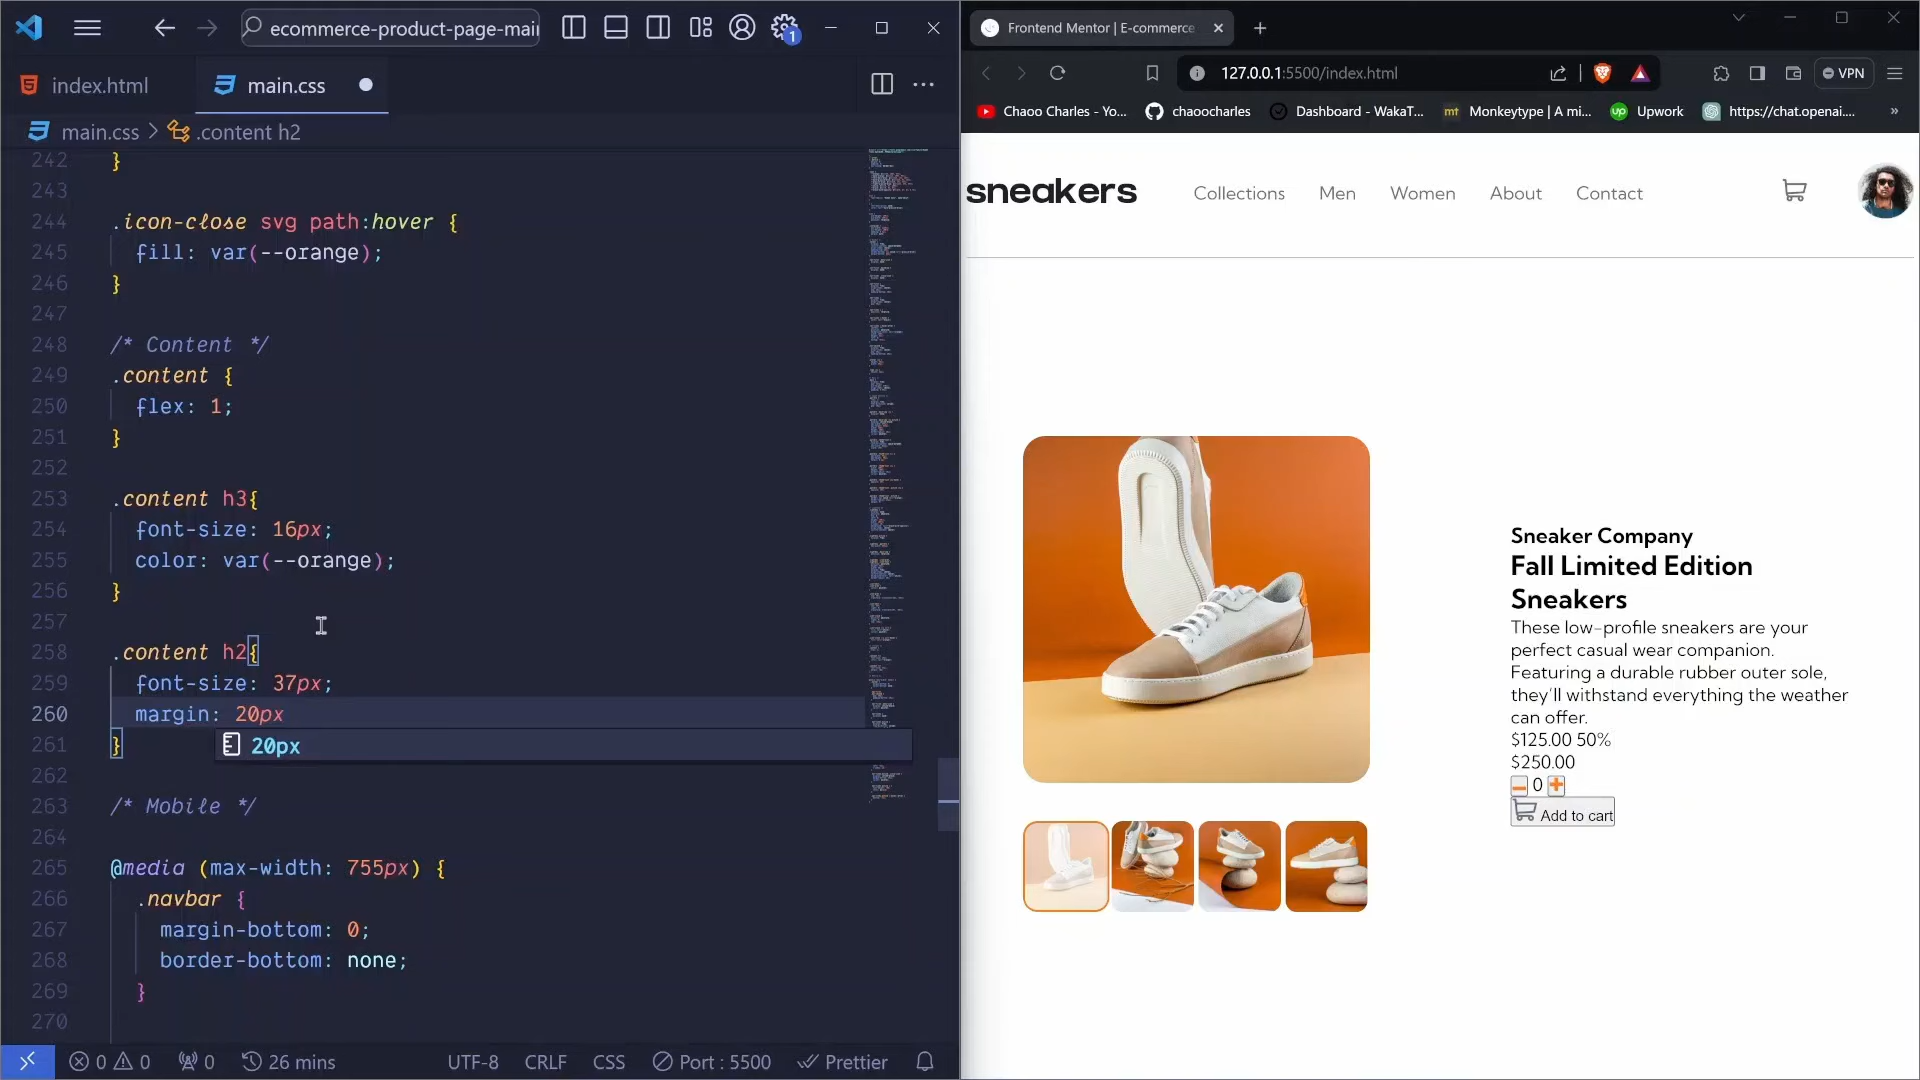 ecommerce-product-page-mai
1
index.html
main.css
main.css > .content h2
242 }
243
244 .icon-close svg path:hover {
245 fill: var(--orange);
246 }
247
248 /* Content */
249 .content {
250 flex: 1;
251 }
252
253 .content h3{
254 font-size: 16px;
255 color: var(--orange);
256 }
257
258 .content h2{
259 font-size: 37px;
260 margin: 20px
261 }
20px
262
263 /* Mobile */
264
265 @media (max-width: 755px) {
266 .navbar {
267 margin-bottom: 0;
268 border-bottom: none;
269 }
270
0 0 0 26 mins UTF-8 CRLF CSS Port : 5500 Prettier
Frontend Mentor | E-commerce
127.0.0.1:5500/index.html
VPN
Chaoo Charles - Yo...
chaoocharles
Dashboard - WakaT...
mt Monkeytype | A mi...
up Upwork
https://chat.openai....
»
sneakers
Collections
Men
Women
About
Contact
Sneaker Company
Fall Limited Edition
Sneakers
These low-profile sneakers are your
perfect casual wear companion.
Featuring a durable rubber outer sole,
they'll withstand everything the weather
can offer.
$125.00 50%
$250.00
0
Add to cart